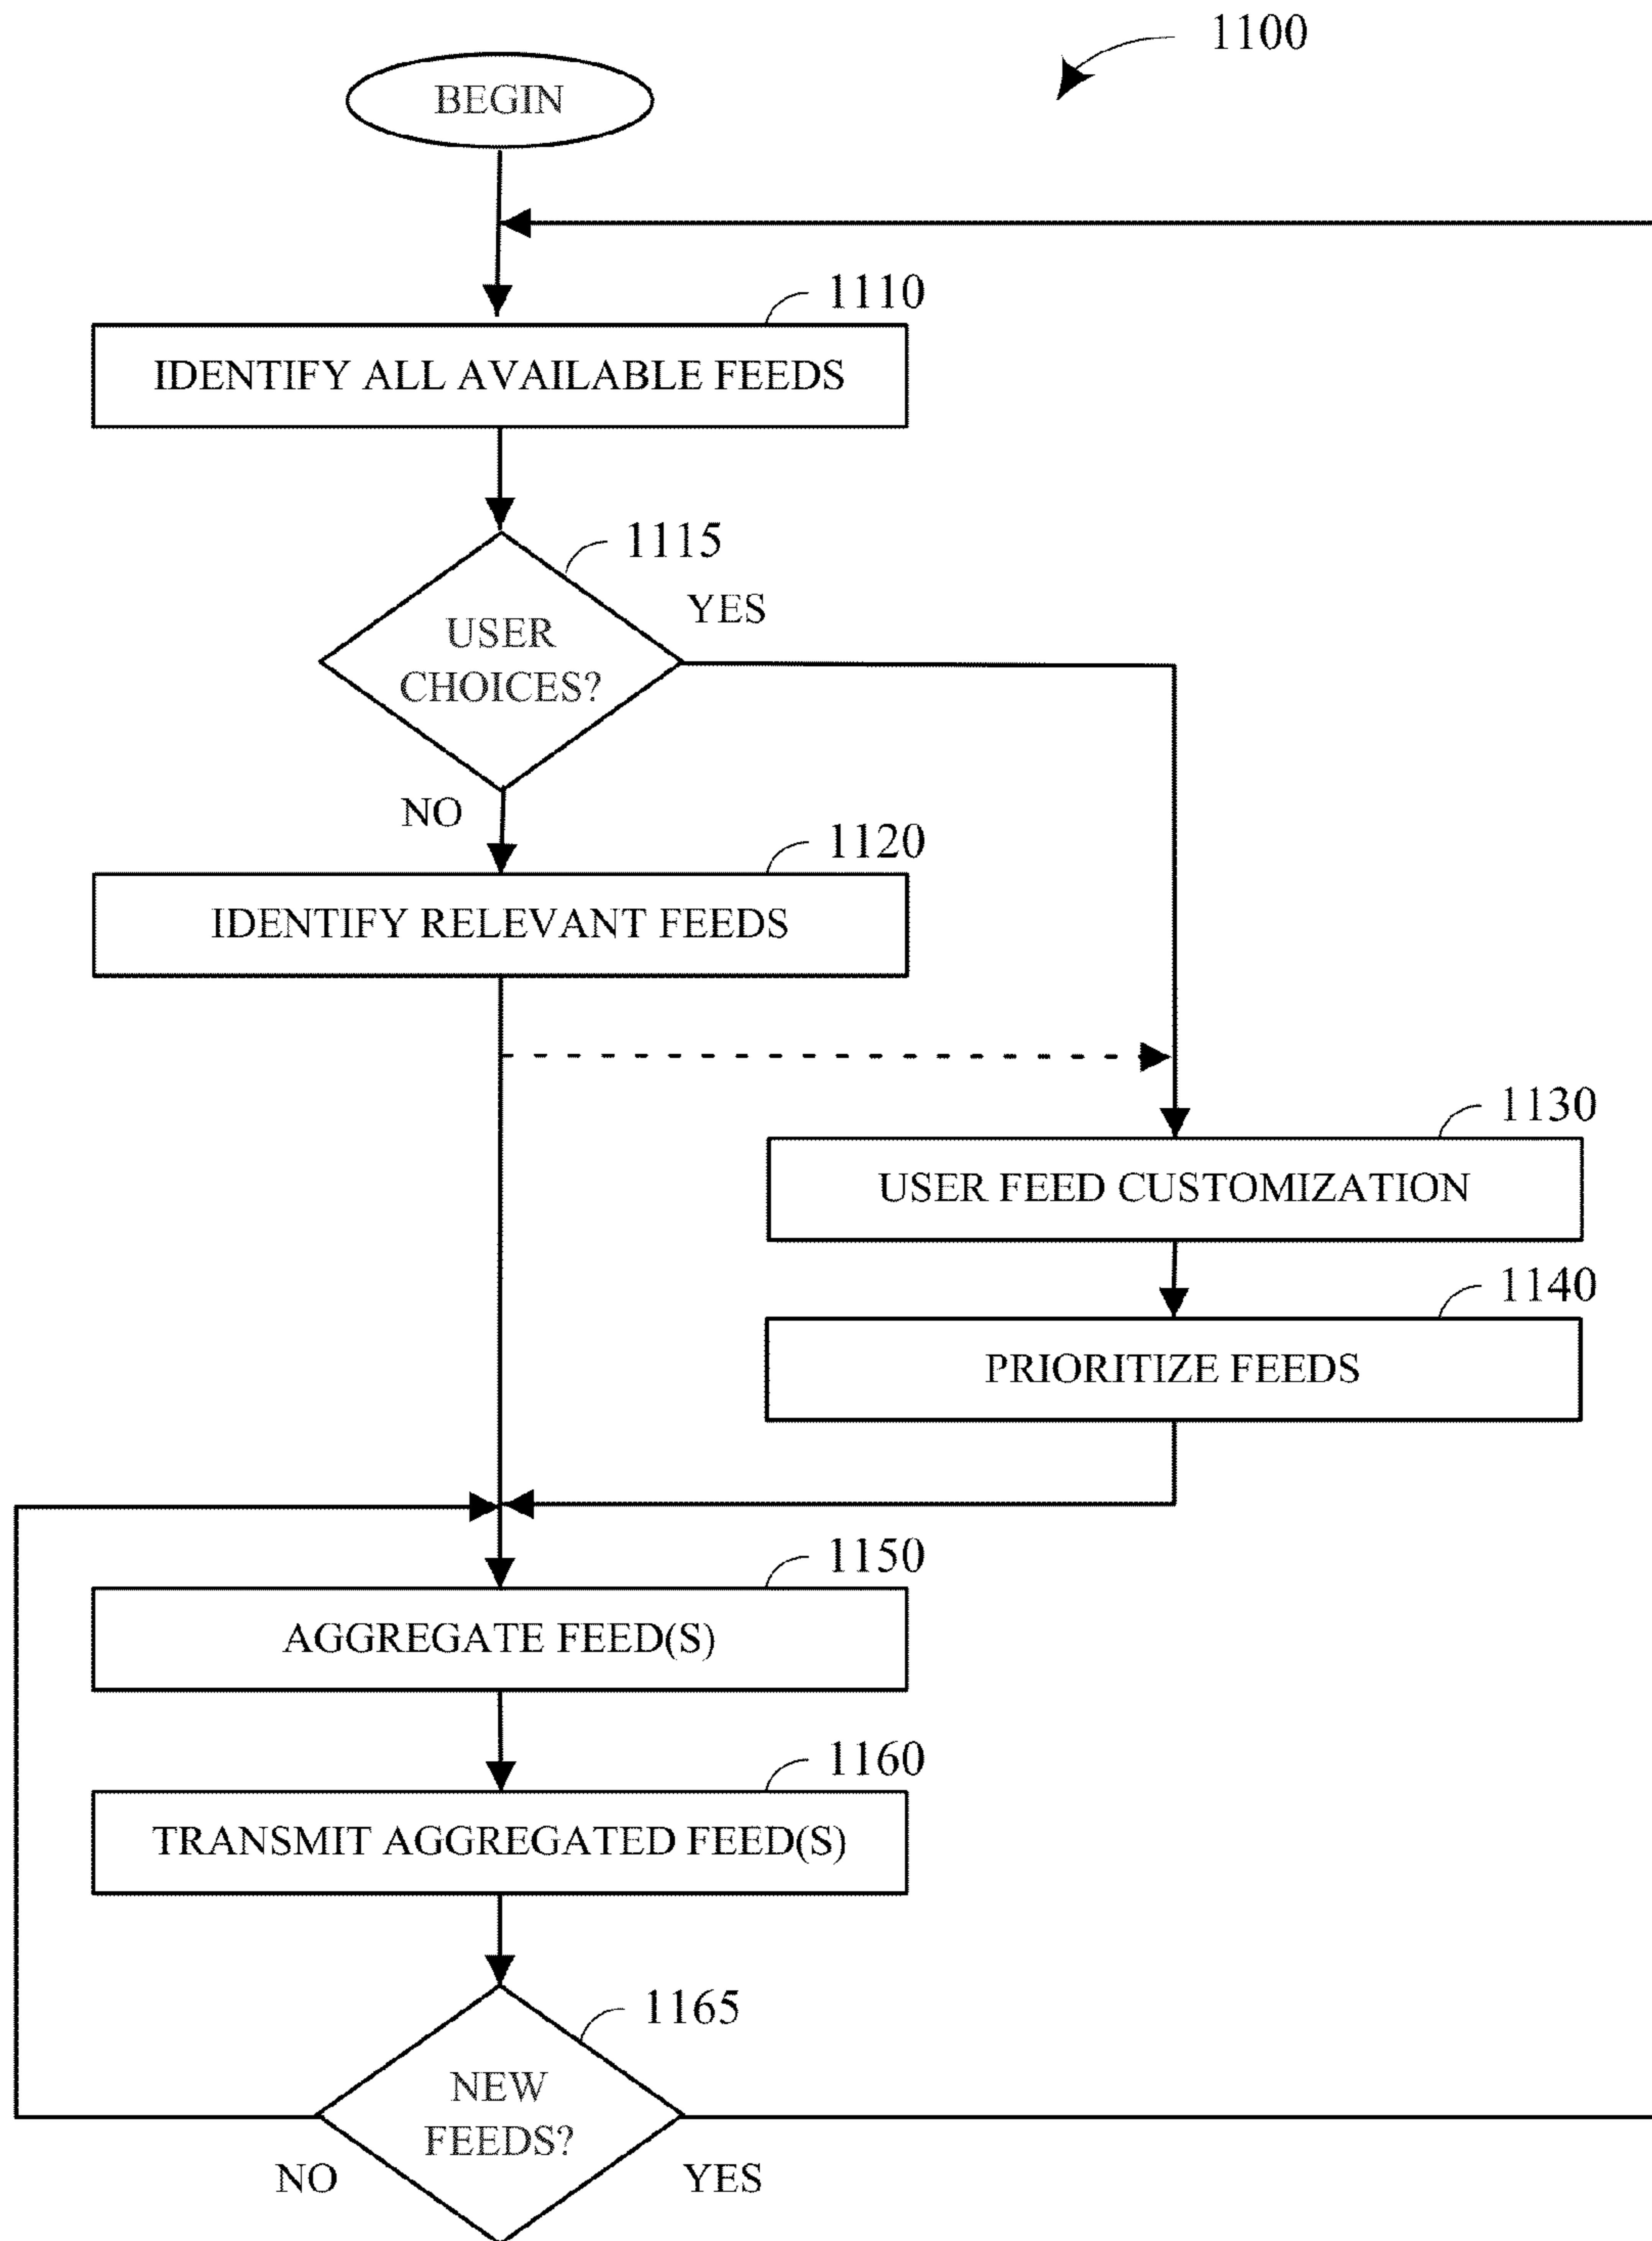 1100
BEGIN
1110
IDENTIFY ALL AVAILABLE FEEDS
1115
YES
USER
CHOICES?
NO
1120
IDENTIFY RELEVANT FEEDS
1130
USER FEED CUSTOMIZATION
1140
PRIORITIZE FEEDS
1150
AGGREGATE FEED(S)
1160
TRANSMIT AGGREGATED FEED(S)
1165
NEW
FEEDS?
NO
YES